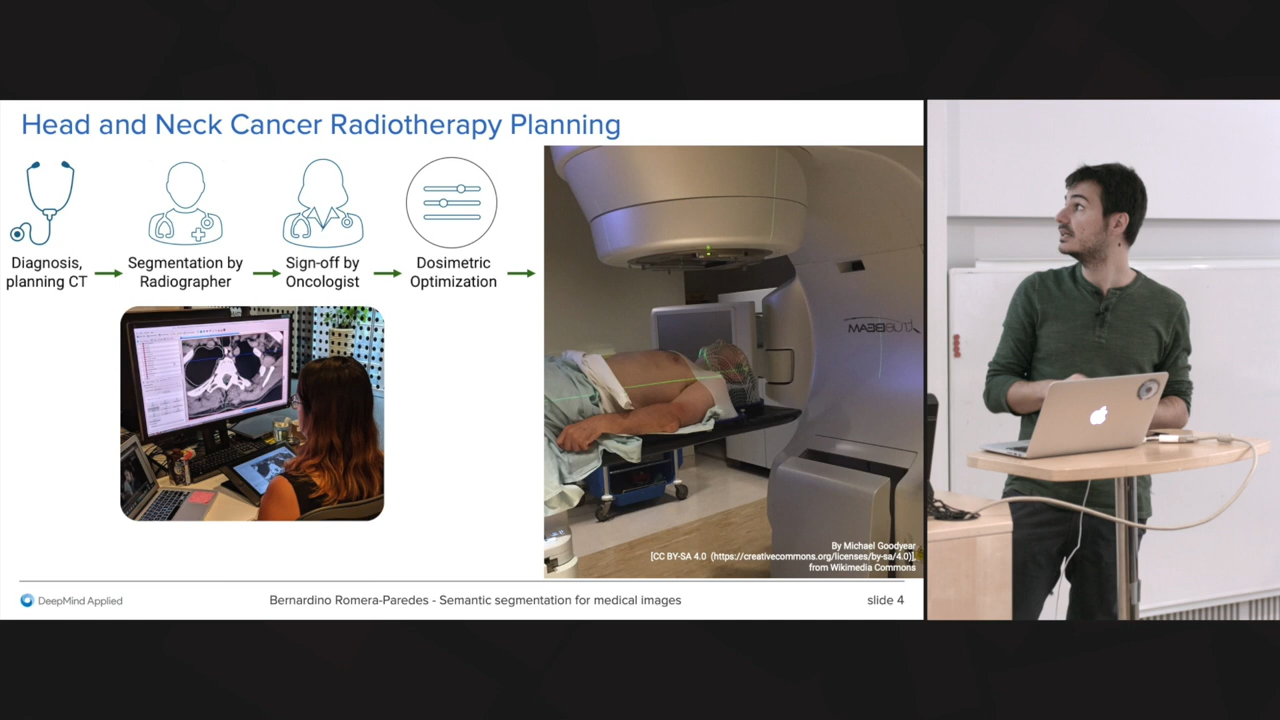 Head and Neck Cancer Radiotherapy Planning
Diagnosis,
planning CT
Segmentation by
Radiographer
Sign-off by
Oncologist
Dosimetric
Optimization
By Michael Goodyear
[CC BY-SA 4.0 (https://creativecommons.org/licenses/by-sa/4.0)],
from Wikimedia Commons
DeepMind Applied
Bernardino Romera-Paredes - Semantic segmentation for medical images
slide 4